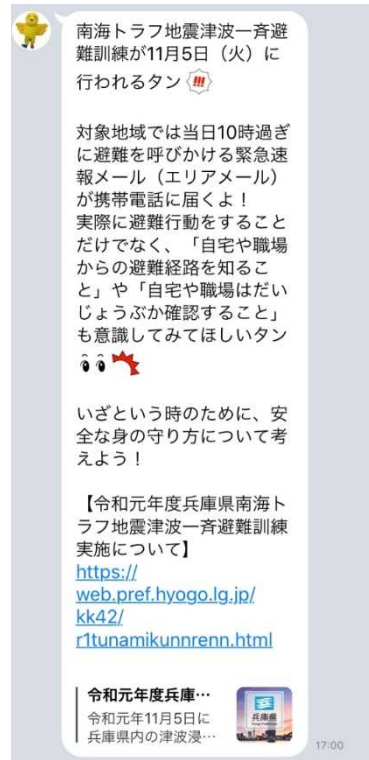 南海トラフ地震津波一斉避
難訓練が11月5日（火）に
行われるタン!!!
対象地域では当日10時過ぎ
に避難を呼びかける緊急速
報メール（エリアメール）
が携帯電話に届くよ！
実際に避難行動をすること
だけでなく、「自宅や職場
からの避難経路を知るこ
と」や「自宅や職場はだい
じょうぶか確認すること」
も意識してみてほしいタン
いざという時のために、安
全な身の守り方について考
えよう！
【令和元年度兵庫県南海ト
ラフ地震津波一斉避難訓練
実施について】
https://
web.pref.hyogo.lg.jp/
kk42/
r1tunamikunnrenn.html
令和元年度兵庫…
令和元年11月5日に
兵庫県内の津波浸…
兵庫県
17:00